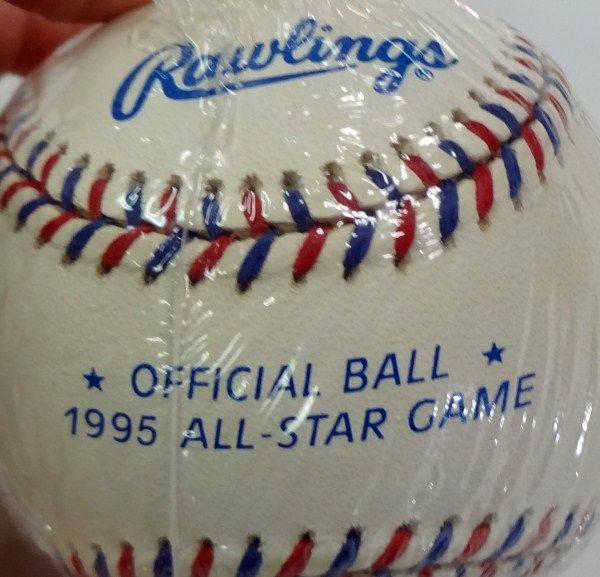 Rawlings®
★ OFFICIAL BALL ★
1995 ALL-STAR GAME